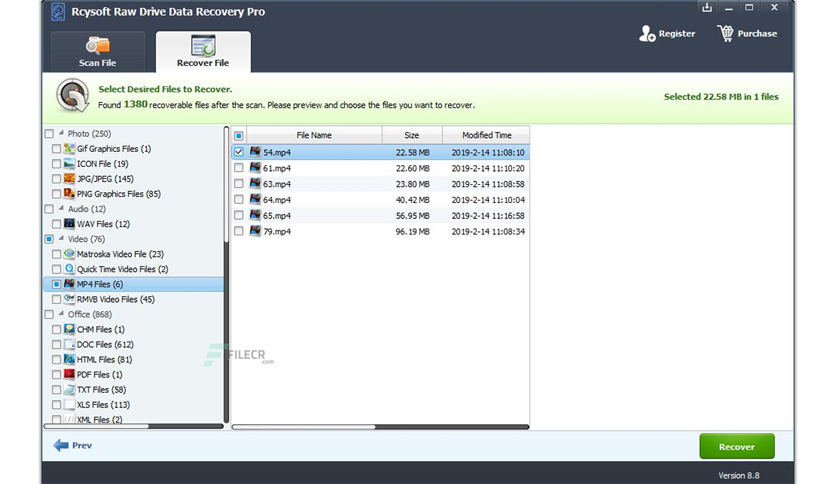 Rcysoft Raw Drive Data Recovery Pro
Register
Purchase
Scan File
Recover File
Select Desired Files to Recover.
Found 1380 recoverable files after the scan. Please preview and choose the files you want to recover.
Selected 22.58 MB in 1 files
Photo (250)
Gif Graphics Files (1)
ICON File (19)
JPG/JPEG (145)
PNG Graphics Files (85)
Audio (12)
WAV Files (12)
Video (76)
Matroska Video File (23)
Quick Time Video Files (2)
MP4 Files (6)
RMVB Video Files (45)
Office (868)
CHM Files (1)
DOC Files (612)
HTML Files (81)
PDF Files (1)
TXT Files (58)
XLS Files (113)
XML Files (2)
File Name Size Modified Time
54.mp4 22.58 MB 2019-2-14 11:08:10
61.mp4 22.60 MB 2019-2-14 11:10:20
63.mp4 23.80 MB 2019-2-14 11:08:58
64.mp4 40.42 MB 2019-2-14 11:10:04
65.mp4 56.95 MB 2019-2-14 11:16:58
79.mp4 96.19 MB 2019-2-14 11:08:34
FILECR
.com
Prev
Recover
Version 8.8